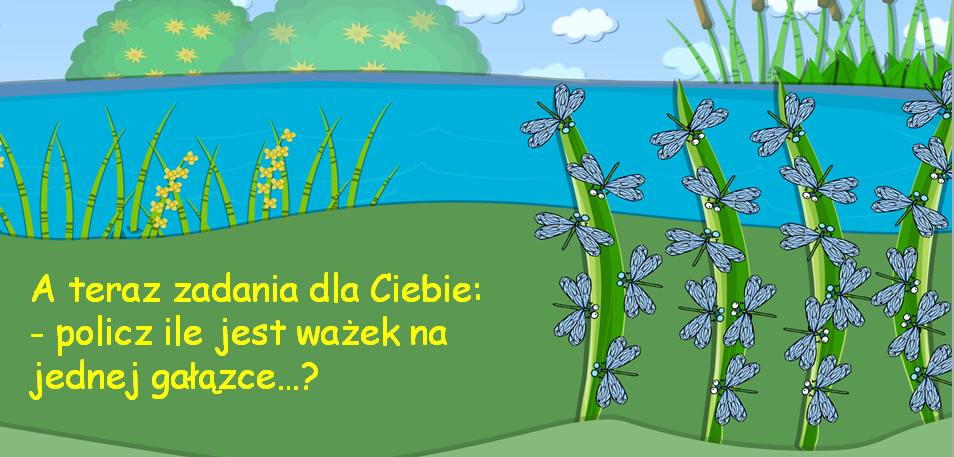 A teraz zadania dla Ciebie:
- policz ile jest ważek na
jednej gałązce...?